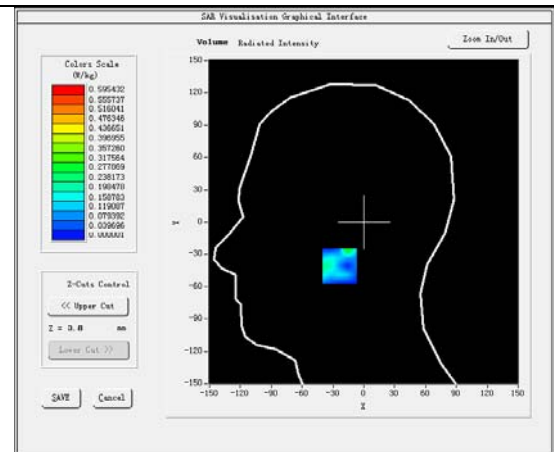 SAR Visualisation Graphical Interface
Volume Radiated Intensity
Zoom In/Out
Colors Scale
(W/kg)
0.595432
0.555737
0.516041
0.476346
0.436651
0.396955
0.357260
0.317564
0.277869
0.238173
0.198478
0.158783
0.119087
0.079392
0.039696
0.000001
Z-Cuts Control
<< Upper Cut
Z = 3.8 mm
Lower Cut >>
SAVE
Cancel
150
120
90
60
30
0
-30
-60
-90
-120
-150
Y
-150 -120 -90 -60 -30 0 30 60 90 120 150
X